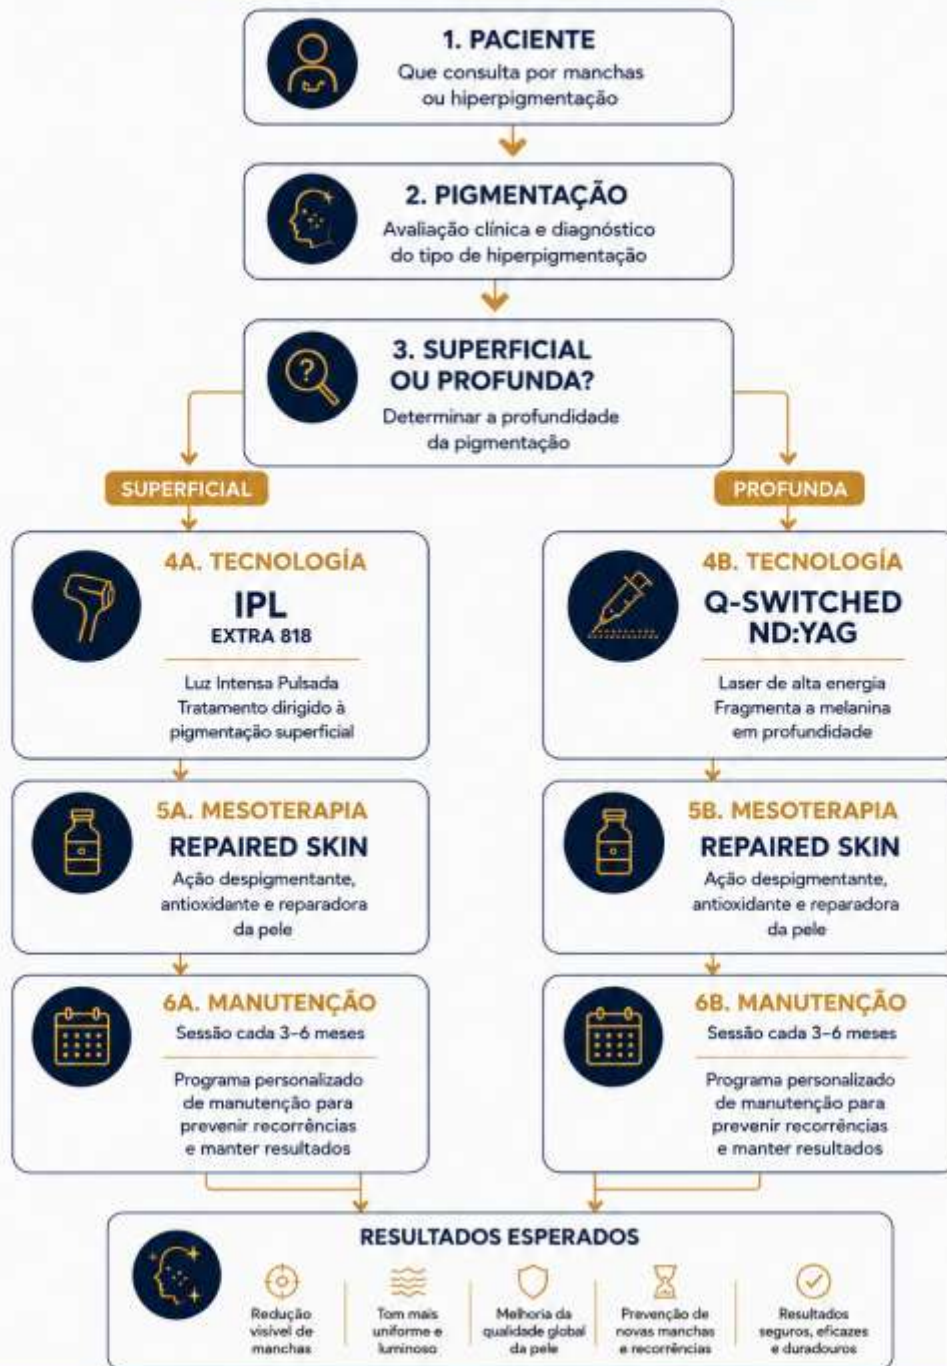 1. PACIENTE
Que consulta por manchas
ou hiperpigmentação
2. PIGMENTAÇÃO
Avaliação clínica e diagnóstico
do tipo de hiperpigmentação
?
3. SUPERFICIAL
OU PROFUNDA?
Determinar a profundidade
da pigmentação
SUPERFICIAL
4A. TECNOLOGÍA
IPL
EXTRA 818
Luz Intensa Pulsada
Tratamento dirigido à
pigmentação superficial
5A. MESOTERAPIA
REPAIRED SKIN
Ação despigmentante,
antioxidante e reparadora
da pele
6A. MANUTENÇÃO
Sessão cada 3-6 meses
Programa personalizado
de manutenção para
prevenir recorrências
e manter resultados
PROFUNDA
4B. TECNOLOGÍA
Q-SWITCHED
ND:YAG
Laser de alta energia
Fragmenta a melanina
em profundidade
5B. MESOTERAPIA
REPAIRED SKIN
Ação despigmentante,
antioxidante e reparadora
da pele
6B. MANUTENÇÃO
Sessão cada 3-6 meses
Programa personalizado
de manutenção para
prevenir recorrências
e manter resultados
RESULTADOS ESPERADOS
Redução
visível de
manchas
Tom mais
uniforme e
luminoso
Melhoria da
qualidade global
da pele
Prevenção de
novas manchas
e recorrências
Resultados
seguros, eficazes
e duradouros